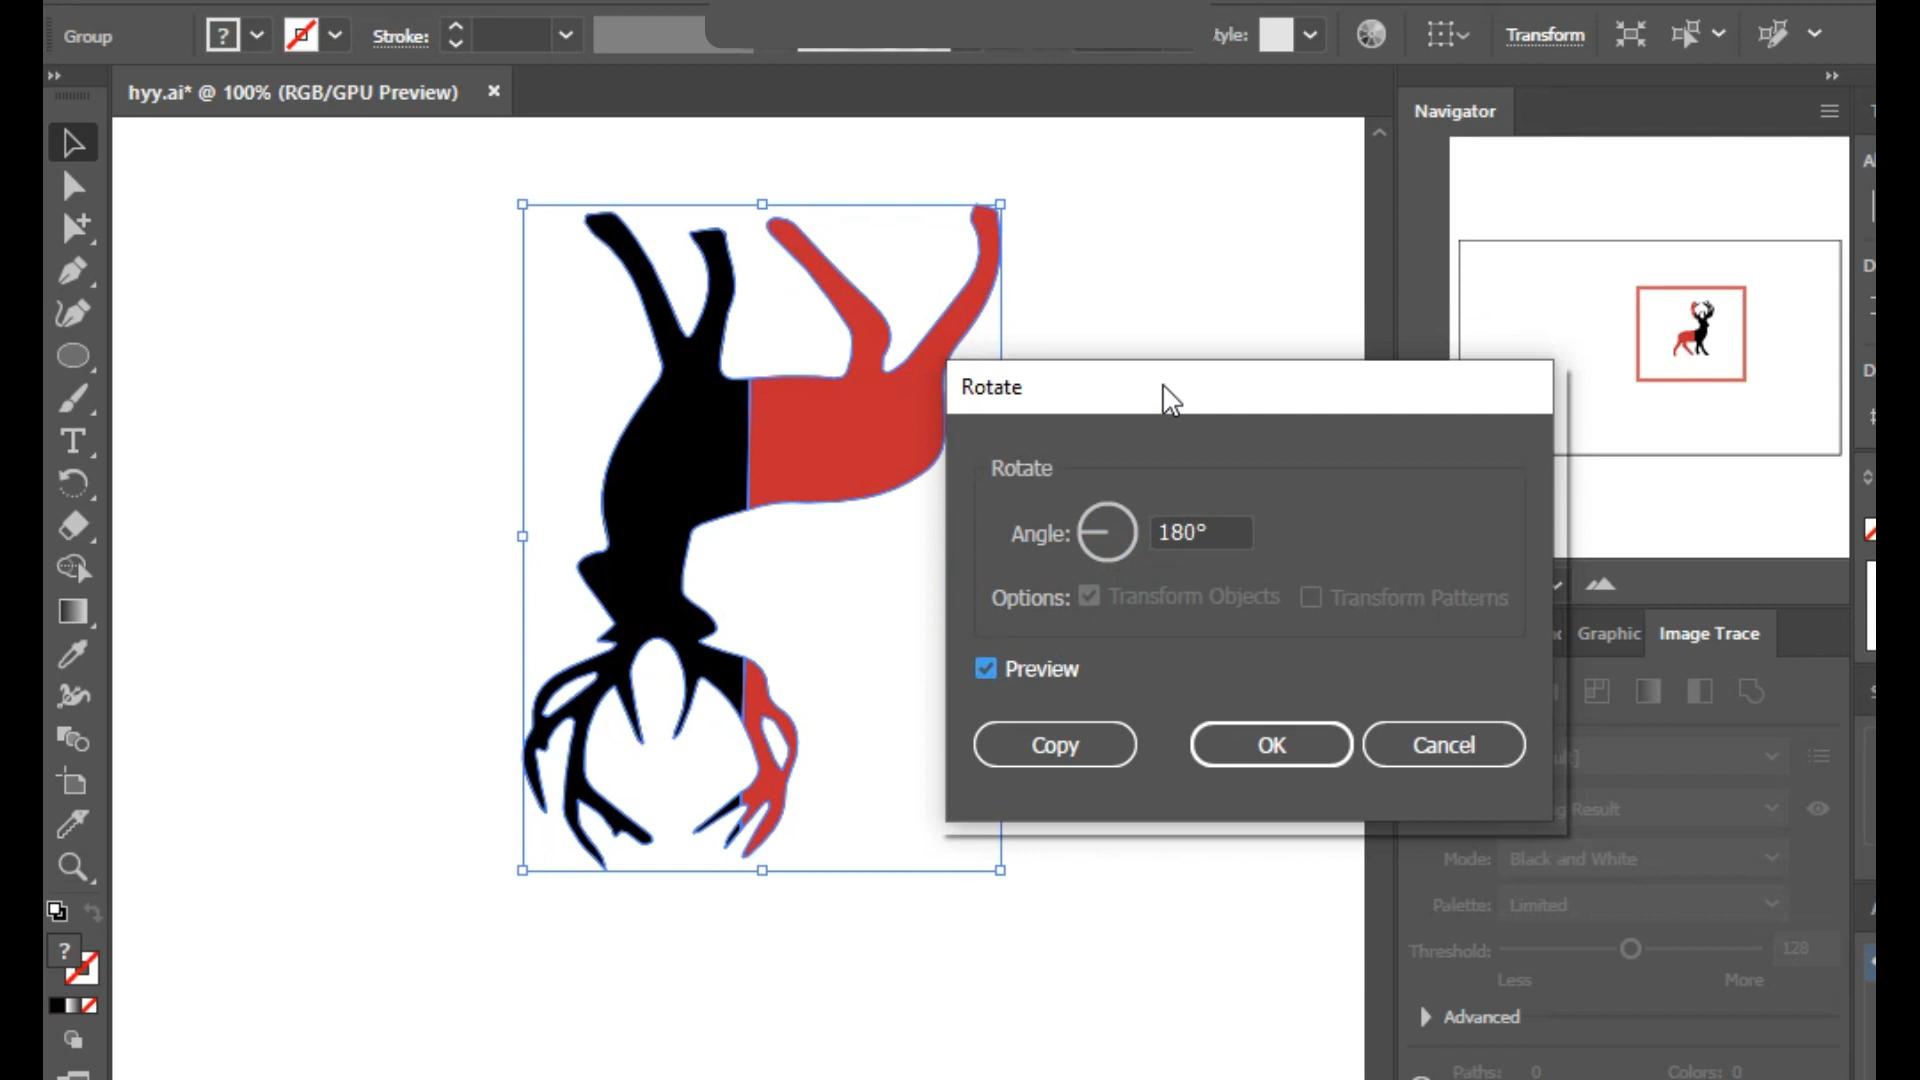 Group
?
Stroke:
tyle:
Transform
hyy.ai* @ 100% (RGB/GPU Preview)
Navigator
Rotate
Rotate
Angle: 180°
Options: Transform Objects Transform Patterns
Preview
Copy
OK
Cancel
Graphic
Image Trace
Result
Mode: Black and White
Palette: Limited
Threshold: 128
Less More
Advanced
Paths: 0 Colors: 0
?